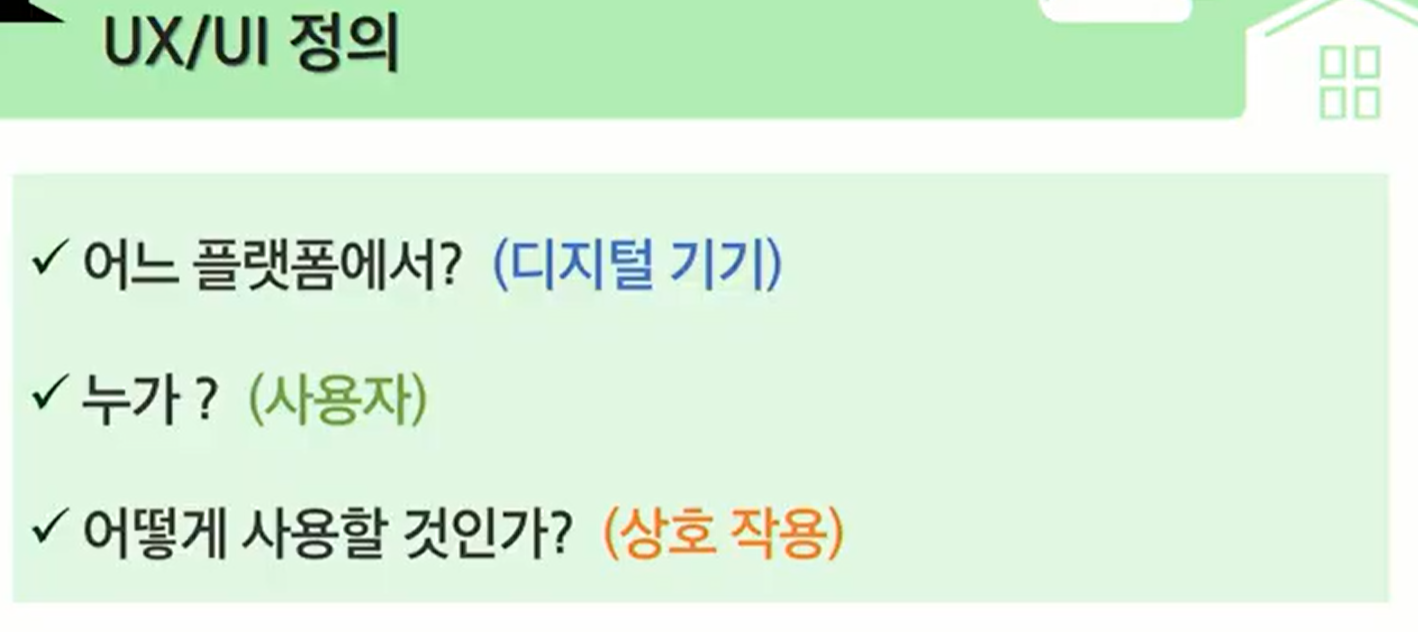 UX/UI 정의
✓ 어느 플랫폼에서? (디지털 기기)
✓ 누가 ? (사용자)
✓ 어떻게 사용할 것인가? (상호 작용)